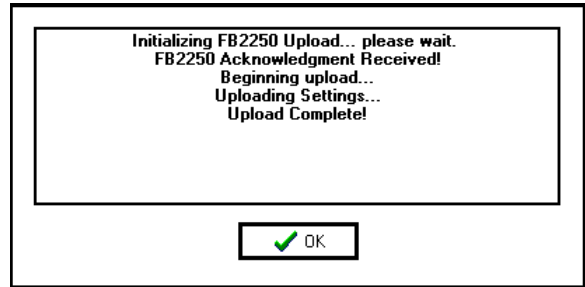 Initializing FB2250 Upload... please wait.
FB2250 Acknowledgment Received!
Beginning upload...
Uploading Settings...
Upload Complete!
OK